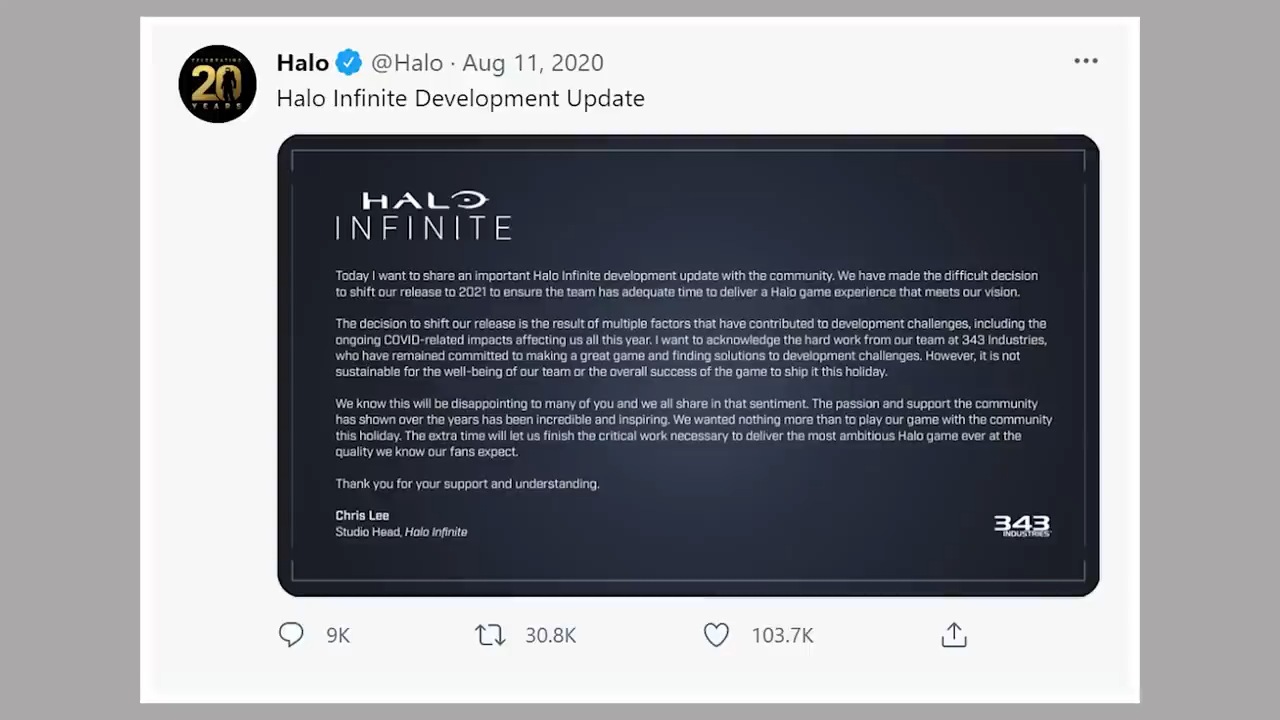 CELEBRATING
20
YEARS
Halo @Halo · Aug 11, 2020
Halo Infinite Development Update
HALO
INFINITE
Today I want to share an important Halo Infinite development update with the community. We have made the difficult decision
to shift our release to 2021 to ensure the team has adequate time to deliver a Halo game experience that meets our vision.
The decision to shift our release is the result of multiple factors that have contributed to development challenges, including the
ongoing COVID-related impacts affecting us all this year. I want to acknowledge the hard work from our team at 343 Industries,
who have remained committed to making a great game and finding solutions to development challenges. However, it is not
sustainable for the well-being of our team or the overall success of the game to ship it this holiday.
We know this will be disappointing to many of you and we all share in that sentiment. The passion and support the community
has shown over the years has been incredible and inspiring. We wanted nothing more than to play our game with the community
this holiday. The extra time will let us finish the critical work necessary to deliver the most ambitious Halo game ever at the
quality we know our fans expect.
Thank you for your support and understanding.
Chris Lee
Studio Head, Halo Infinite
343
INDUSTRIES
9K 30.8K 103.7K